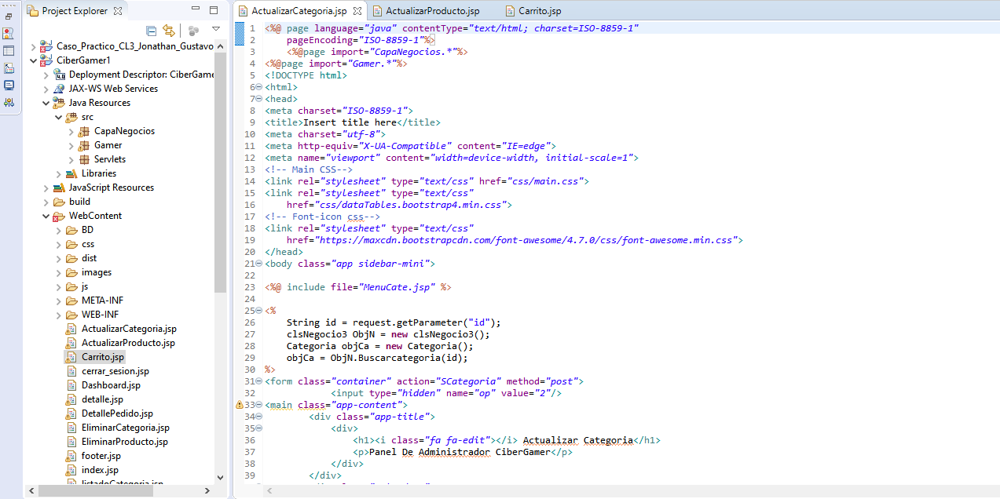 Project Explorer
Caso_Practico_CL3_Jonathan_Gustavo
CiberGamer1
Deployment Descriptor: CiberGame
JAX-WS Web Services
Java Resources
src
CapaNegocios
Gamer
Servlets
Libraries
JavaScript Resources
build
WebContent
BD
css
dist
images
js
META-INF
WEB-INF
ActualizarCategoria.jsp
ActualizarProducto.jsp
Carrito.jsp
cerrar_sesion.jsp
Dashboard.jsp
detalle.jsp
DetallePedido.jsp
EliminarCategoria.jsp
EliminarProducto.jsp
footer.jsp
index.jsp
listadoCategoria.jsp
ActualizarCategoria.jsp ActualizarProducto.jsp Carrito.jsp
1 <%@ page language="java" contentType="text/html; charset=ISO-8859-1"
2 pageEncoding="ISO-8859-1"%>
3 <%@page import="CapaNegocios.*"%>
4 <%@page import="Gamer.*"%>
5 <!DOCTYPE html>
6 <html>
7 <head>
8 <meta charset="ISO-8859-1">
9 <title>Insert title here</title>
10 <meta charset="utf-8">
11 <meta http-equiv="X-UA-Compatible" content="IE=edge">
12 <meta name="viewport" content="width=device-width, initial-scale=1">
13 <!-- Main CSS-->
14 <link rel="stylesheet" type="text/css" href="css/main.css">
15 <link rel="stylesheet" type="text/css"
16 href="css/dataTables.bootstrap4.min.css">
17 <!-- Font-icon css-->
18 <link rel="stylesheet" type="text/css"
19 href="https://maxcdn.bootstrapcdn.com/font-awesome/4.7.0/css/font-awesome.min.css">
20 </head>
21 <body class="app sidebar-mini">
22
23 <%@ include file="MenuCate.jsp" %>
24
25 <%
26 String id = request.getParameter("id");
27 clsNegocio3 ObjN = new clsNegocio3();
28 Categoria objCa = new Categoria();
29 objCa = ObjN.Buscarcategoria(id);
30 %>
31 <form class="container" action="SCategoria" method="post">
32 <input type="hidden" name="op" value="2"/>
33 <main class="app-content">
34 <div class="app-title">
35 <div>
36 <h1><i class="fa fa-edit"></i> Actualizar Categoria</h1>
37 <p>Panel De Administrador CiberGamer</p>
38 </div>
39 </div>